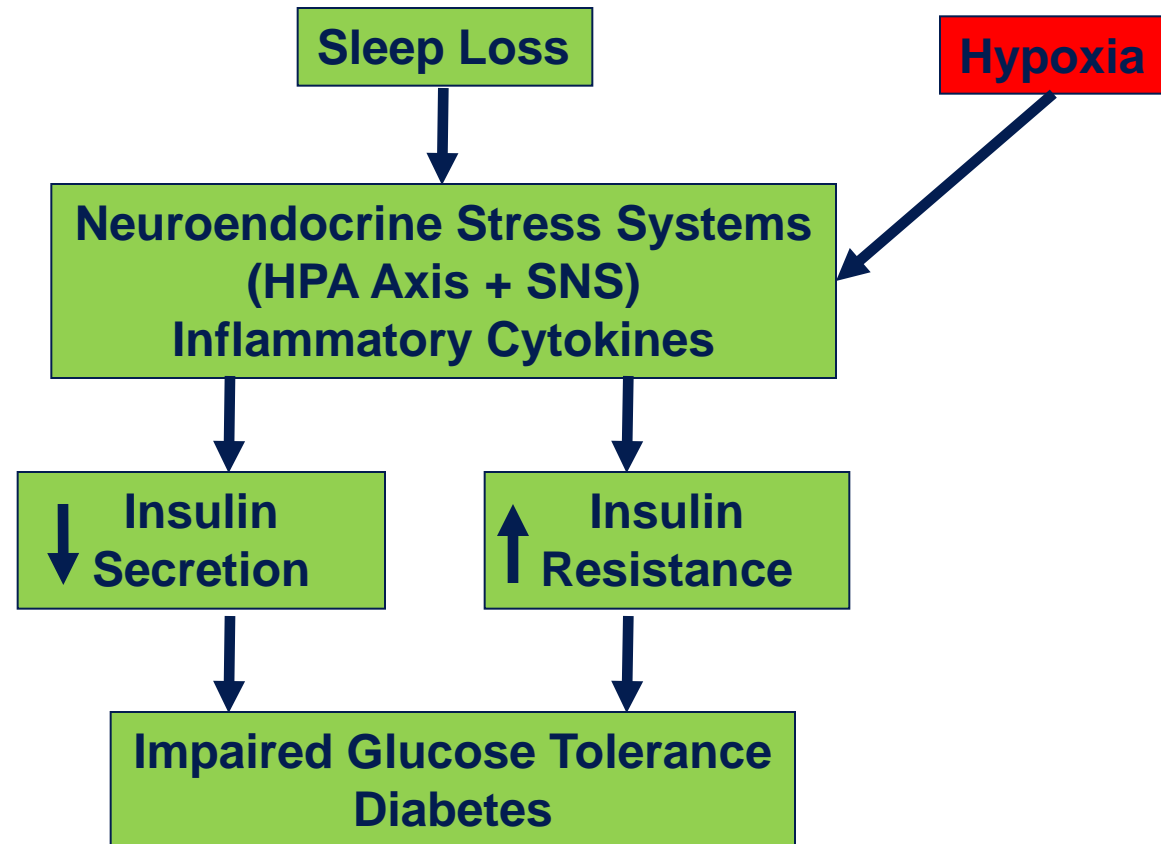 Sleep Loss
Hypoxia
Neuroendocrine Stress Systems
(HPA Axis + SNS)
Inflammatory Cytokines
Insulin
Secretion
Insulin
Resistance
Impaired Glucose Tolerance
Diabetes